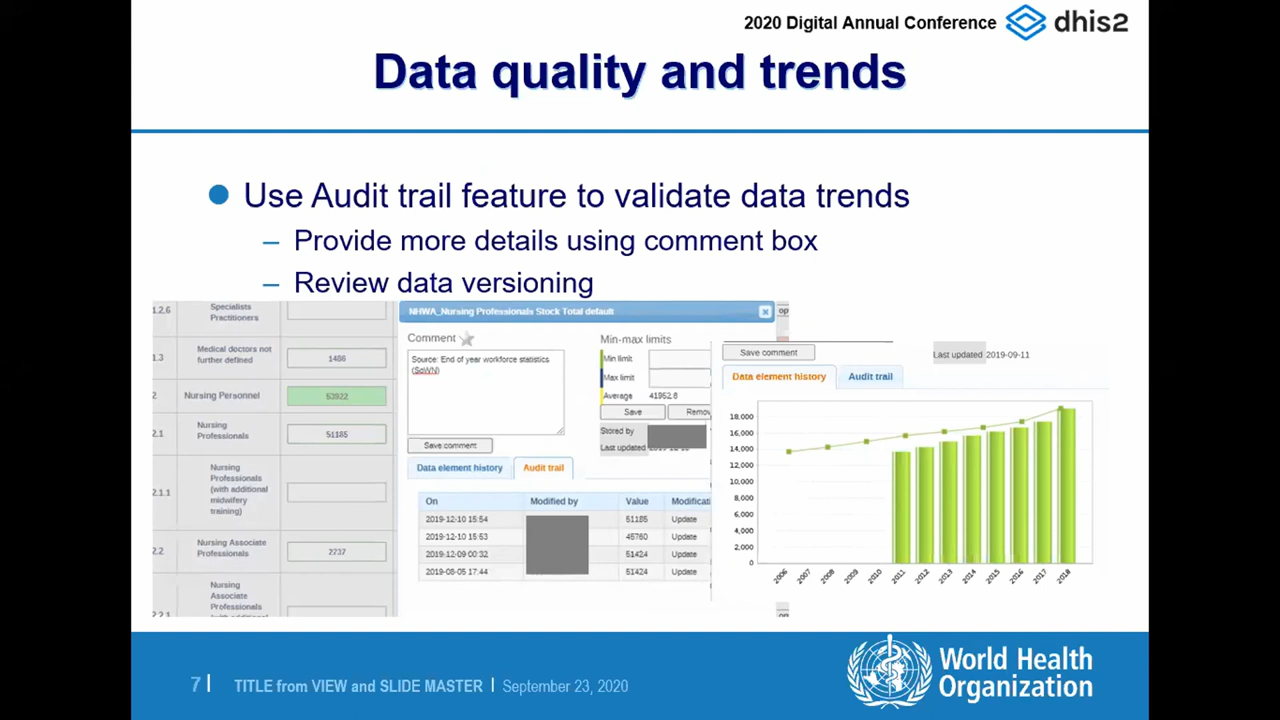 2020 Digital Annual Conference dhis2
Data quality and trends
Use Audit trail feature to validate data trends
– Provide more details using comment box
– Review data versioning
1.2,6 Specialists
Practitioners
1.3 Medical doctors not
further defined 1486
2 Nursing Personnel 53922
2.1 Nursing
Professionals 51185
2.1.1 Nursing
Professionals
(with additional
midwifery
training)
2.2 Nursing Associate
Professionals 2737
2.2.1 Nursing
Associate
Professionals
NHWA_Nursing Professionals Stock Total default
Comment
Source: End of year workforce statistics
(SoWN)
Save comment
Min-max limits
Min limit
Max limit
Average 41952.8
Save Remov
Stored by
Last updated
Data element history Audit trail
On Modified by Value Modificati
2019-12-10 15:54 51185 Update
2019-12-10 15:53 45760 Update
2019-12-09 00:32 51424 Update
2019-08-05 17:44 51424 Update
op
Save comment Last updated 2019-09-11
Data element history Audit trail
18,000
16,000
14,000
12,000
10,000
8,000
6,000
4,000
2,000
0
2006 2007 2008 2009 2010 2011 2012 2013 2014 2015 2016 2017 2018
7 TITLE from VIEW and SLIDE MASTER | September 23, 2020
World Health
Organization